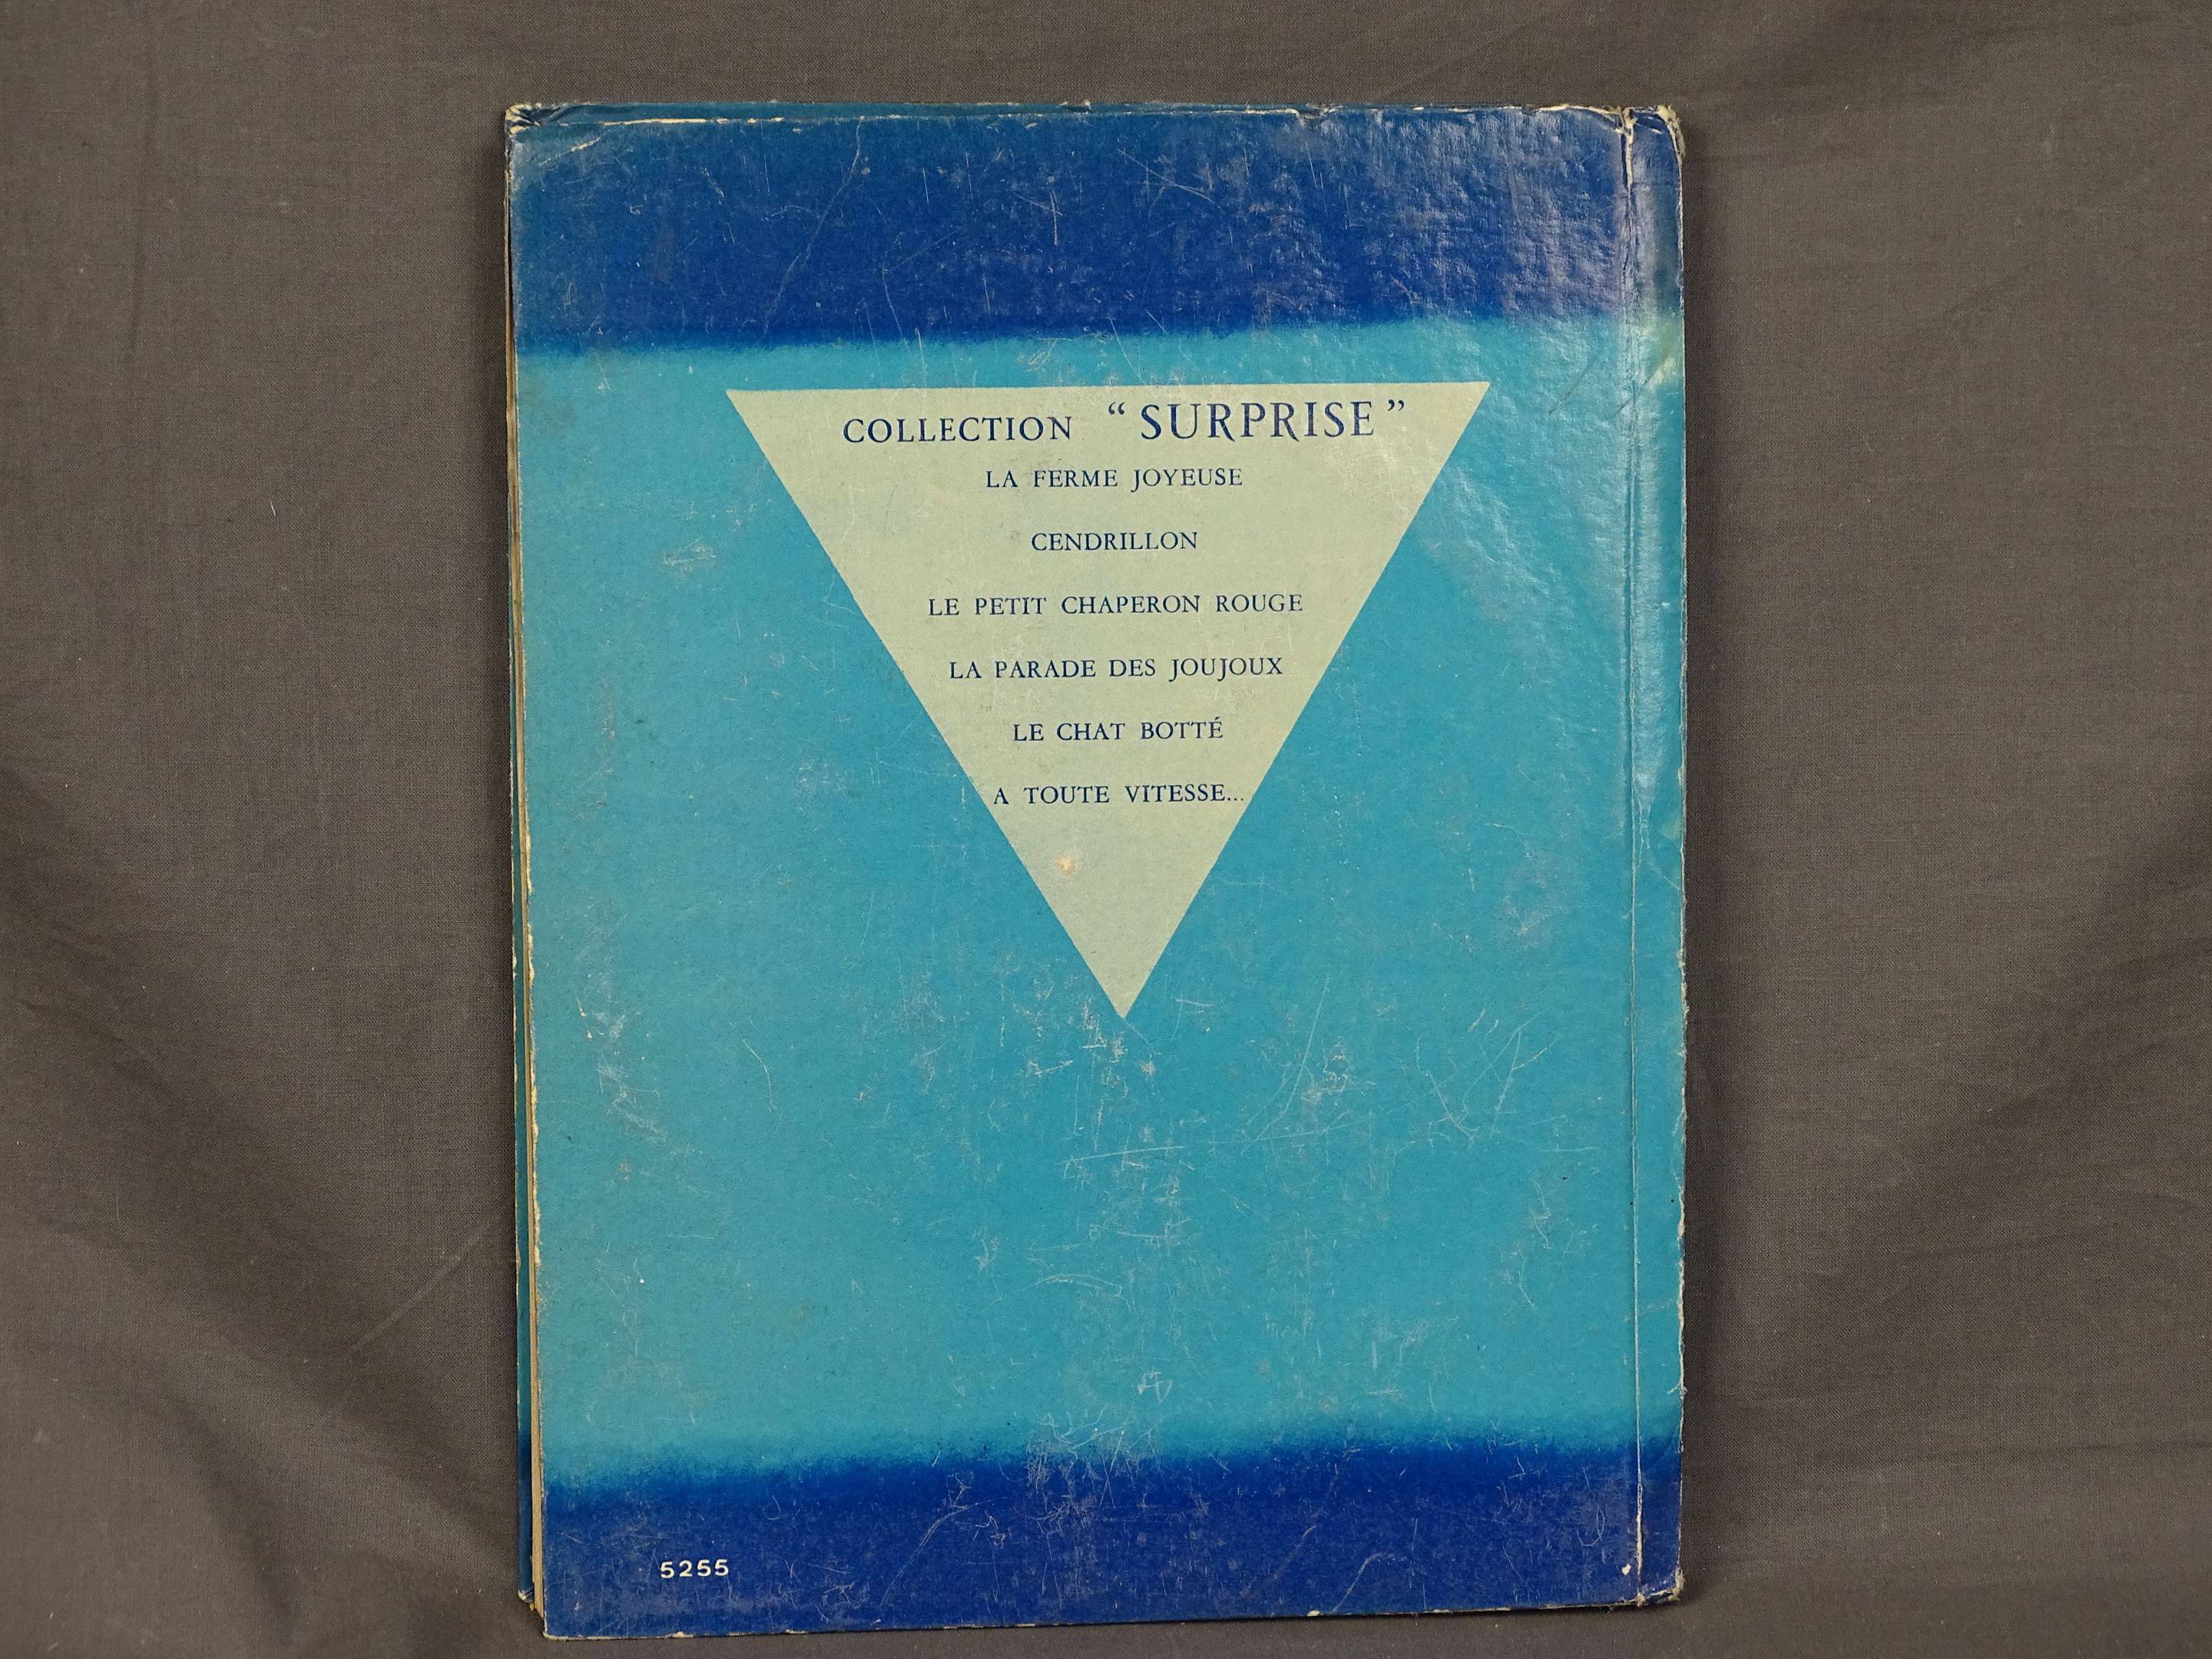 COLLECTION “SURPRISE”
LA FERME JOYEUSE
CENDRILLON
LE PETIT CHAPERON ROUGE
LA PARADE DES JOUJOUX
LE CHAT BOTTÉ
A TOUTE VITESSE...
5255